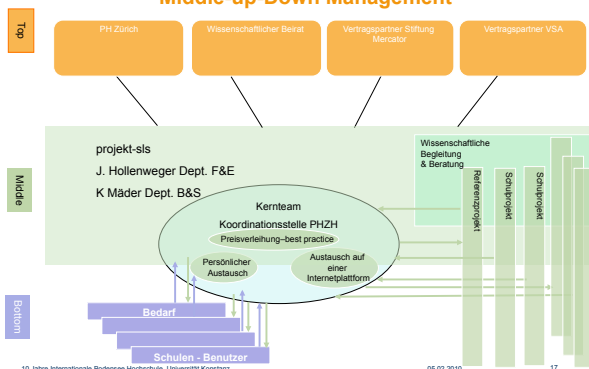 Middle-up-Down Management
Top
PH Zürich
Wissenschaftlicher Beirat
Vertragspartner Stiftung
Mercator
Vertragspartner VSA
Middle
projekt-sls
J. Hollenweger Dept. F&E
K Mäder Dept. B&S
Wissenschaftliche
Begleitung
& Beratung
Referenzprojekt
Schulprojekt
Schulprojekt
Kernteam
Koordinationsstelle PHZH
Preisverleihung–best practice
Persönlicher
Austausch
Austausch auf
einer
Internetplattform
Bottom
Bedarf
Schulen - Benutzer
10 Jahre Internationale Bodensee Hochschule, Universität Konstanz
05.02.2010
17